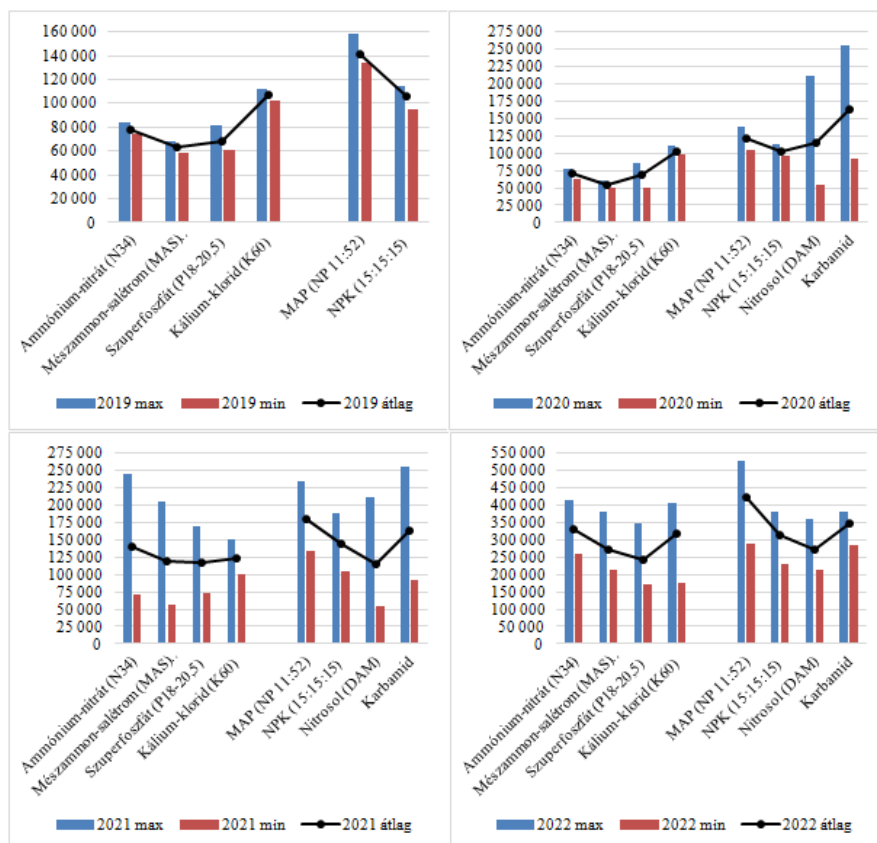 160 000
140 000
120 000
100 000
80 000
60 000
40 000
20 000
0
Ammónium-nitrát (N34)
Mészammon-salétrom (MAS)..
Szuperfoszfát (P18-20,5)
Kálium-klorid (K60)
MAP (NP 11:52)
NPK (15:15:15)
2019 max
2019 min
2019 átlag
275 000
250 000
225 000
200 000
175 000
150 000
125 000
100 000
75 000
50 000
25 000
0
Ammónium-nitrát (N34)
Mészammon-salétrom (MAS)..
Szuperfoszfát (P18-20,5)
Kálium-klorid (K60)
MAP (NP 11:52)
NPK (15:15:15)
Nitrosol (DAM)
Karbamid
2020 max
2020 min
2020 átlag
275 000
250 000
225 000
200 000
175 000
150 000
125 000
100 000
75 000
50 000
25 000
0
Ammónium-nitrát (N34)
Mészammon-salétrom (MAS)..
Szuperfoszfát (P18-20,5)
Kálium-klorid (K60)
MAP (NP 11:52)
NPK (15:15:15)
Nitrosol (DAM)
Karbamid
2021 max
2021 min
2021 átlag
550 000
500 000
450 000
400 000
350 000
300 000
250 000
200 000
150 000
100 000
50 000
0
Ammónium-nitrát (N34)
Mészammon-salétrom (MAS)..
Szuperfoszfát (P18-20,5)
Kálium-klorid (K60)
MAP (NP 11:52)
NPK (15:15:15)
Nitrosol (DAM)
Karbamid
2022 max
2022 min
2022 átlag